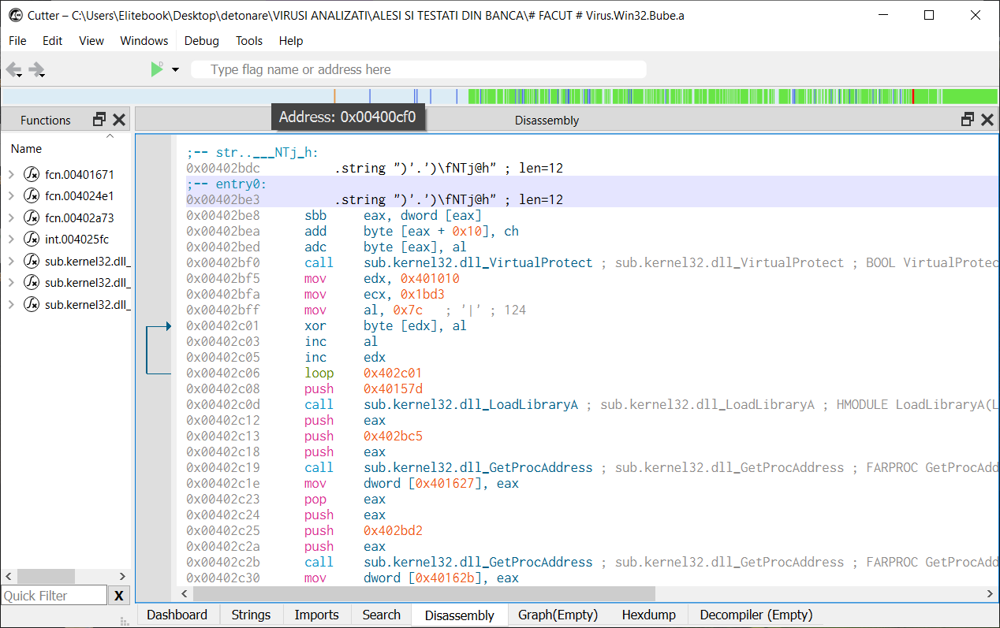 Cutter – C:\Users\Elitebook\Desktop\detonare\VIRUSI ANALIZATI\ALESI SI TESTATI DIN BANCA\# FACUT # Virus.Win32.Bube.a
File Edit View Windows Debug Tools Help
Type flag name or address here
Functions
Address: 0x00400cf0
Disassembly
Name
fcn.00401671
fcn.004024e1
fcn.00402a73
int.004025fc
sub.kernel32.dll_
sub.kernel32.dll_
sub.kernel32.dll_
Quick Filter X
;-- str..___NTj_h:
0x00402bdc .string ")'.')\fNTj@h" ; len=12
;-- entry0:
0x00402be3 .string ")'.')\fNTj@h" ; len=12
0x00402be8 sbb eax, dword [eax]
0x00402bea add byte [eax + 0x10], ch
0x00402bed adc byte [eax], al
0x00402bf0 call sub.kernel32.dll_VirtualProtect ; sub.kernel32.dll_VirtualProtect ; BOOL VirtualProtec
0x00402bf5 mov edx, 0x401010
0x00402bfa mov ecx, 0x1bd3
0x00402bff mov al, 0x7c ; '|' ; 124
0x00402c01 xor byte [edx], al
0x00402c03 inc al
0x00402c05 inc edx
0x00402c06 loop 0x402c01
0x00402c08 push 0x40157d
0x00402c0d call sub.kernel32.dll_LoadLibraryA ; sub.kernel32.dll_LoadLibraryA ; HMODULE LoadLibraryA(L
0x00402c12 push eax
0x00402c13 push 0x402bc5
0x00402c18 push eax
0x00402c19 call sub.kernel32.dll_GetProcAddress ; sub.kernel32.dll_GetProcAddress ; FARPROC GetProcAdd
0x00402c1e mov dword [0x401627], eax
0x00402c23 pop eax
0x00402c24 push eax
0x00402c25 push 0x402bd2
0x00402c2a push eax
0x00402c2b call sub.kernel32.dll_GetProcAddress ; sub.kernel32.dll_GetProcAddress ; FARPROC GetProcAdd
0x00402c30 mov dword [0x40162b], eax
Dashboard Strings Imports Search Disassembly Graph(Empty) Hexdump Decompiler (Empty)